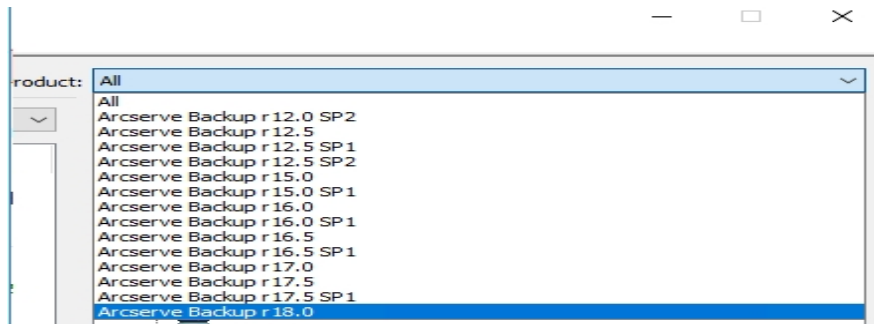 roduct: All
All
Arcserve Backup r12.0 SP2
Arcserve Backup r12.5
Arcserve Backup r12.5 SP1
Arcserve Backup r12.5 SP2
Arcserve Backup r15.0
Arcserve Backup r15.0 SP1
Arcserve Backup r16.0
Arcserve Backup r16.0 SP1
Arcserve Backup r16.5
Arcserve Backup r16.5 SP1
Arcserve Backup r17.0
Arcserve Backup r17.5
Arcserve Backup r17.5 SP1
Arcserve Backup r18.0